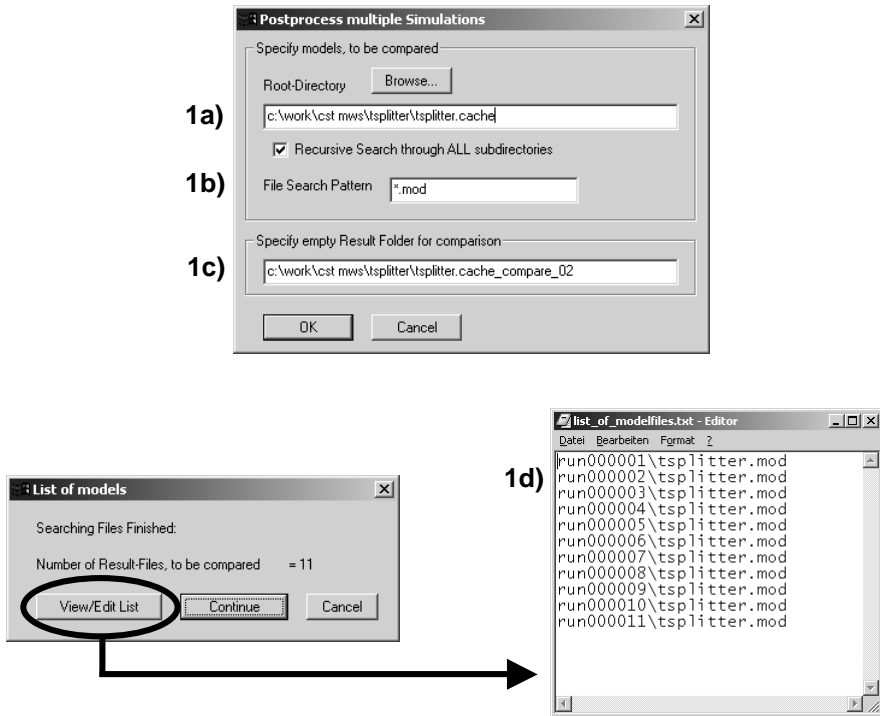 Postprocess multiple Simulations
Specify models, to be compared
Root-Directory Browse...
1a) c:\work\cst mws\tsplitter\tsplitter.cache
Recursive Search through ALL subdirectories
1b) File Search Pattern *.mod
Specify empty Result Folder for comparison
1c) c:\work\cst mws\tsplitter\tsplitter.cache_compare_02
OK Cancel
List of models
Searching Files Finished:
Number of Result-Files, to be compared = 11
View/Edit List Continue Cancel
1d)
list_of_modelfiles.txt - Editor
Datei Bearbeiten Format ?
run000001\tsplitter.mod
run000002\tsplitter.mod
run000003\tsplitter.mod
run000004\tsplitter.mod
run000005\tsplitter.mod
run000006\tsplitter.mod
run000007\tsplitter.mod
run000008\tsplitter.mod
run000009\tsplitter.mod
run000010\tsplitter.mod
run000011\tsplitter.mod